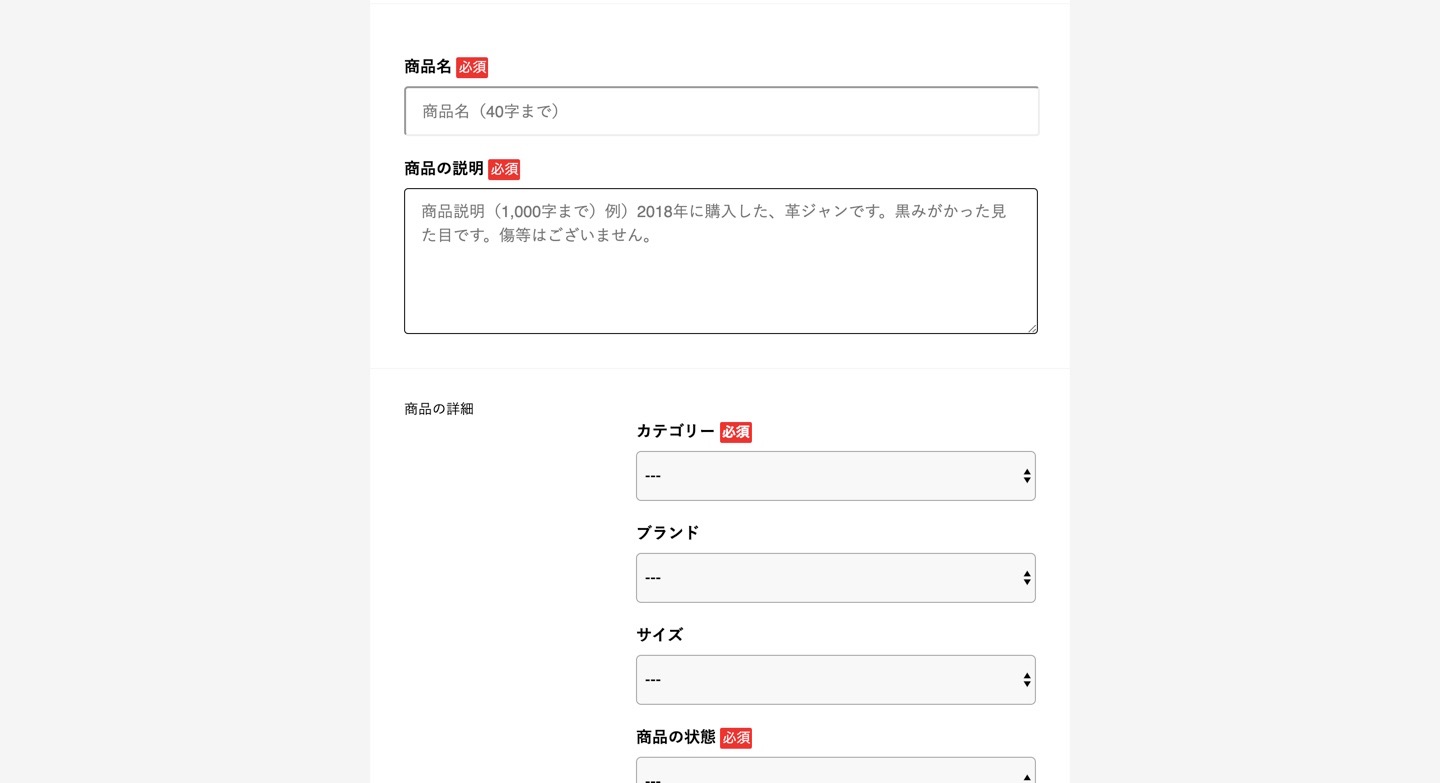 商品名 必須
商品名（40字まで）
商品の説明 必須
商品説明（1,000字まで）例）2018年に購入した、革ジャンです。黒みがかった見
た目です。傷等はございません。
商品の詳細
カテゴリー 必須
---
ブランド
---
サイズ
---
商品の状態 必須
---